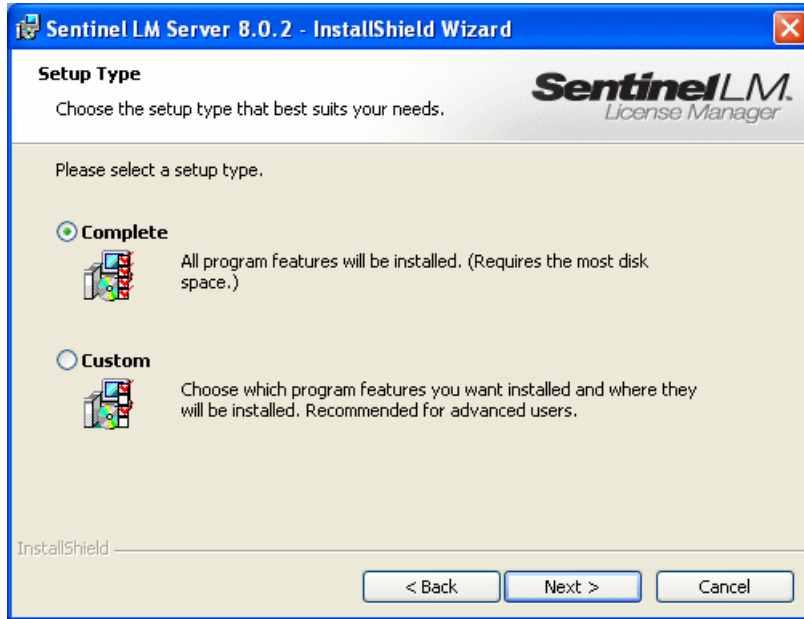 Sentinel LM Server 8.0.2 - InstallShield Wizard
Setup Type
Choose the setup type that best suits your needs.
SentinelLM.
License Manager
Please select a setup type.
Complete
All program features will be installed. (Requires the most disk
space.)
Custom
Choose which program features you want installed and where they
will be installed. Recommended for advanced users.
InstallShield
< Back
Next >
Cancel